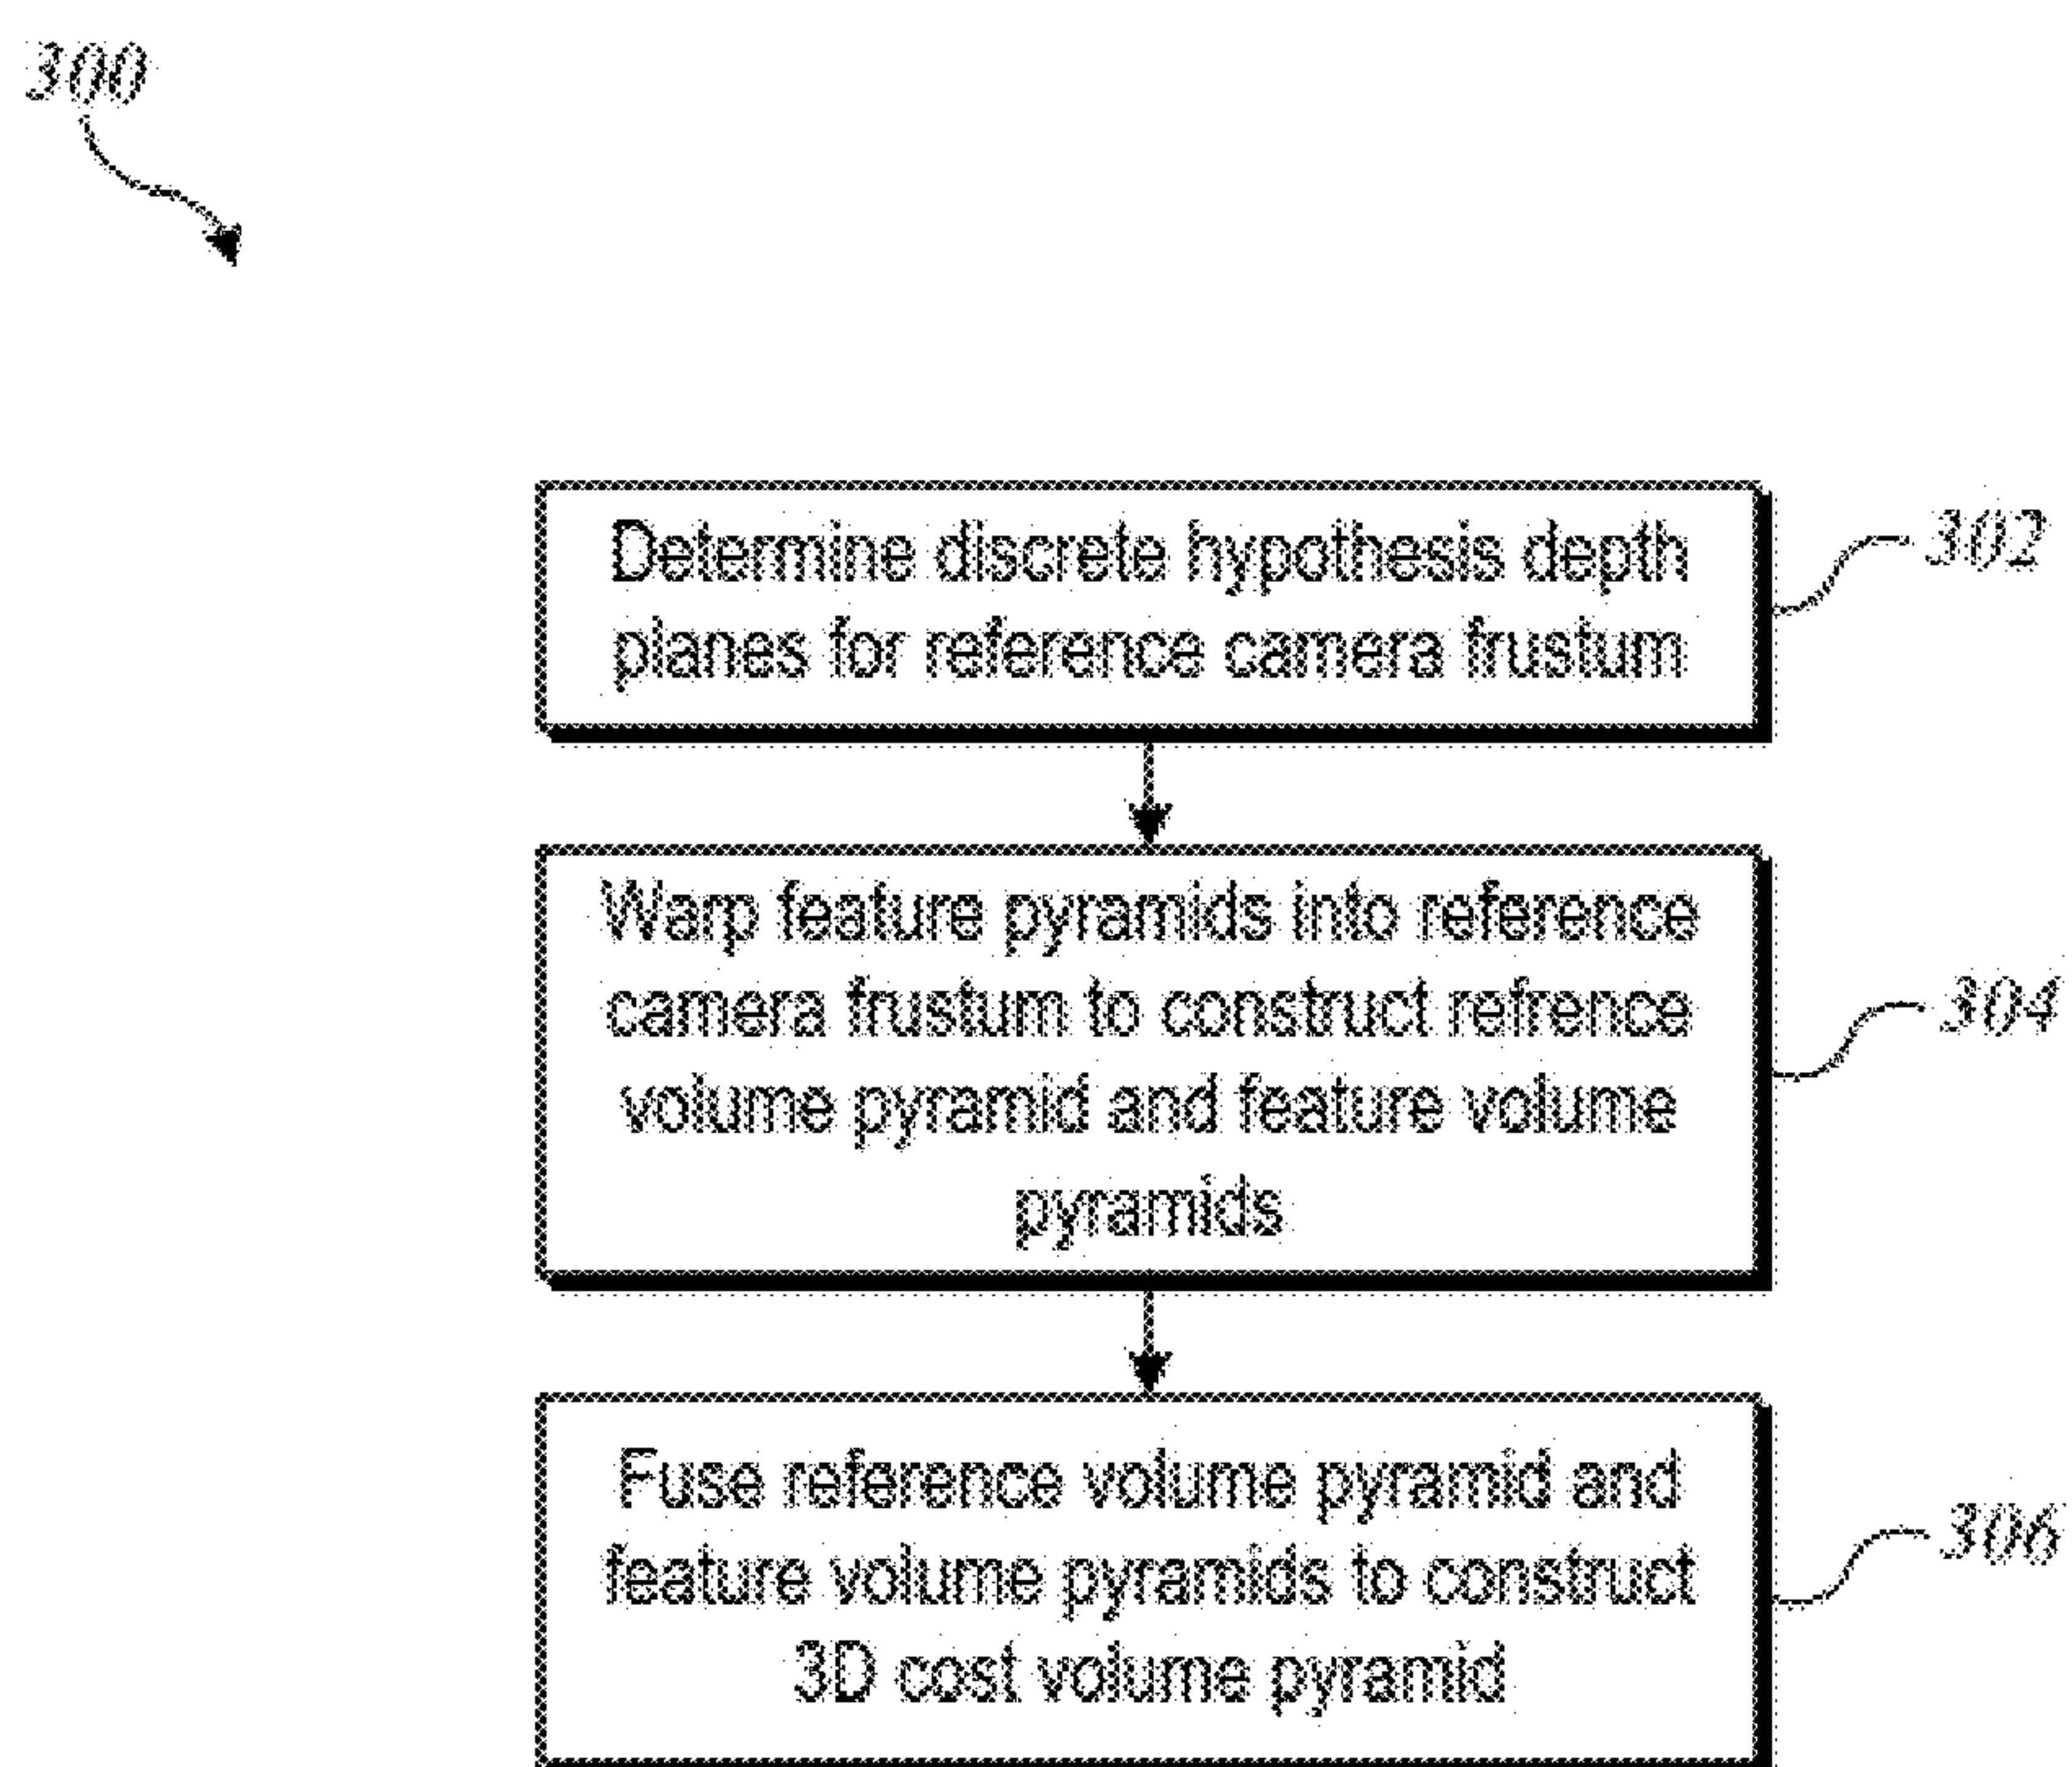 300
Determine discrete hypothesis depth
planes for reference camera frustum
302
Warp feature pyramids into reference
camera frustum to construct refrence
volume pyramid and feature volume
pyramids
304
Fuse reference volume pyramid and
feature volume pyramids to construct
3D cost volume pyramid
306